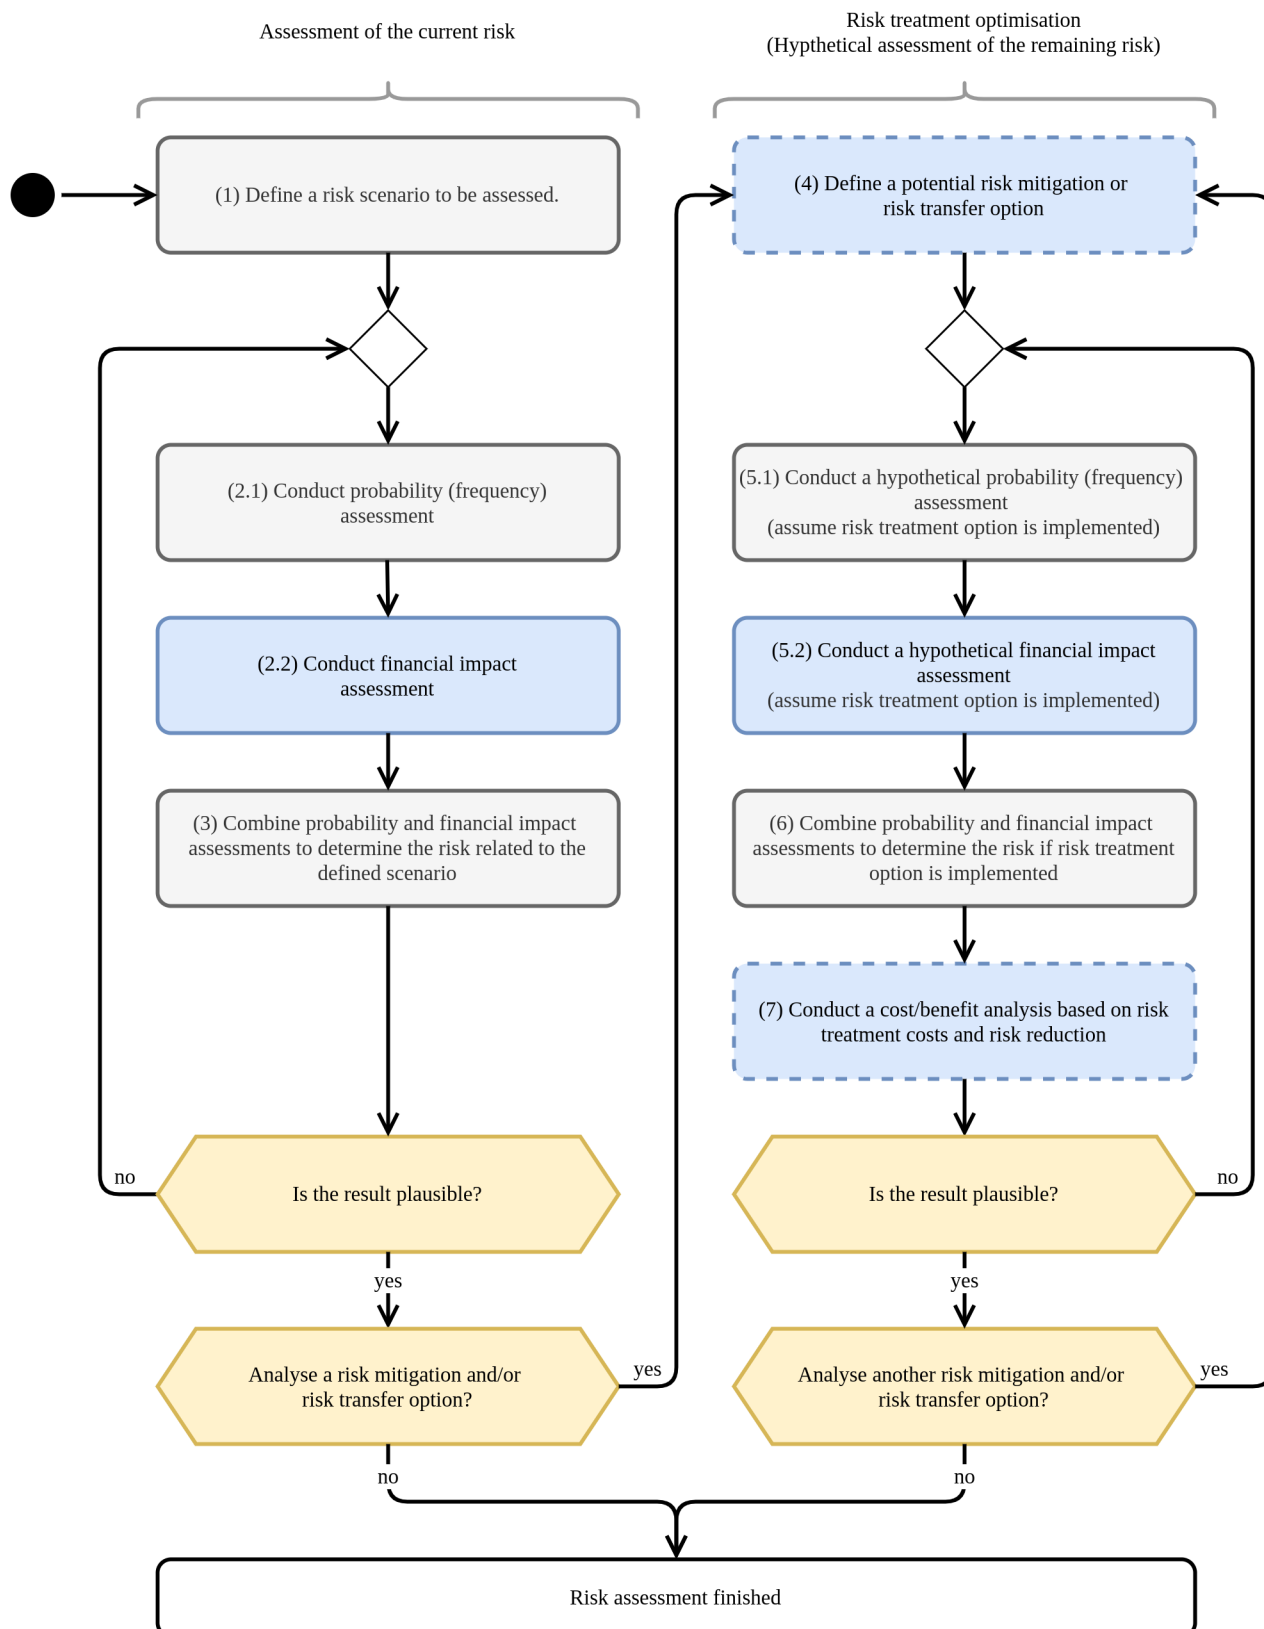 Assessment of the current risk
Risk treatment optimisation
(Hypthetical assessment of the remaining risk)
(1) Define a risk scenario to be assessed.
(2.1) Conduct probability (frequency)
assessment
(2.2) Conduct financial impact
assessment
(3) Combine probability and financial impact
assessments to determine the risk related to the
defined scenario
Is the result plausible?
no
yes
Analyse a risk mitigation and/or
risk transfer option?
yes
no
(4) Define a potential risk mitigation or
risk transfer option
(5.1) Conduct a hypothetical probability (frequency)
assessment
(assume risk treatment option is implemented)
(5.2) Conduct a hypothetical financial impact
assessment
(assume risk treatment option is implemented)
(6) Combine probability and financial impact
assessments to determine the risk if risk treatment
option is implemented
(7) Conduct a cost/benefit analysis based on risk
treatment costs and risk reduction
Is the result plausible?
no
yes
Analyse another risk mitigation and/or
risk transfer option?
yes
no
Risk assessment finished